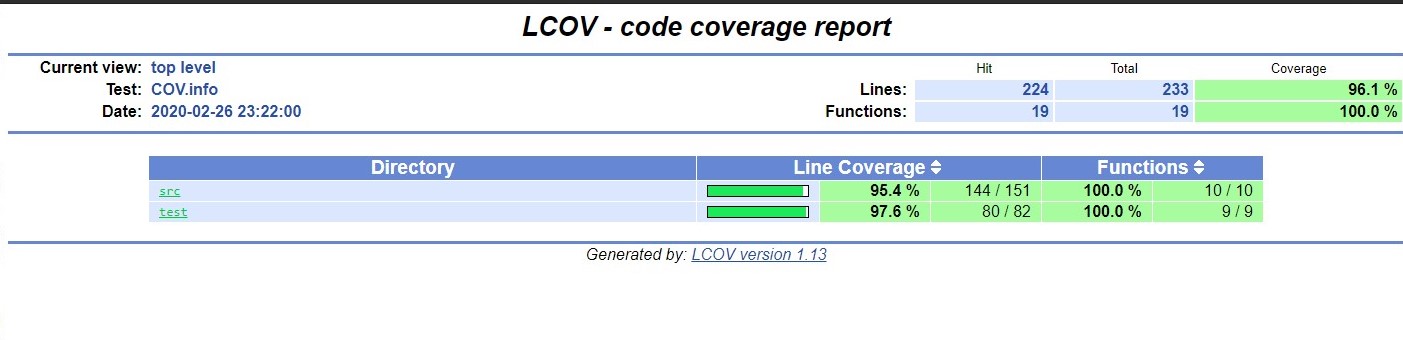 LCOV - code coverage report
Current view: top level
Hit Total Coverage
Test: COV.info Lines: 224 233 96.1 %
Date: 2020-02-26 23:22:00 Functions: 19 19 100.0 %
Directory Line Coverage Functions
src 95.4 % 144 / 151 100.0 % 10 / 10
test 97.6 % 80 / 82 100.0 % 9 / 9
Generated by: LCOV version 1.13